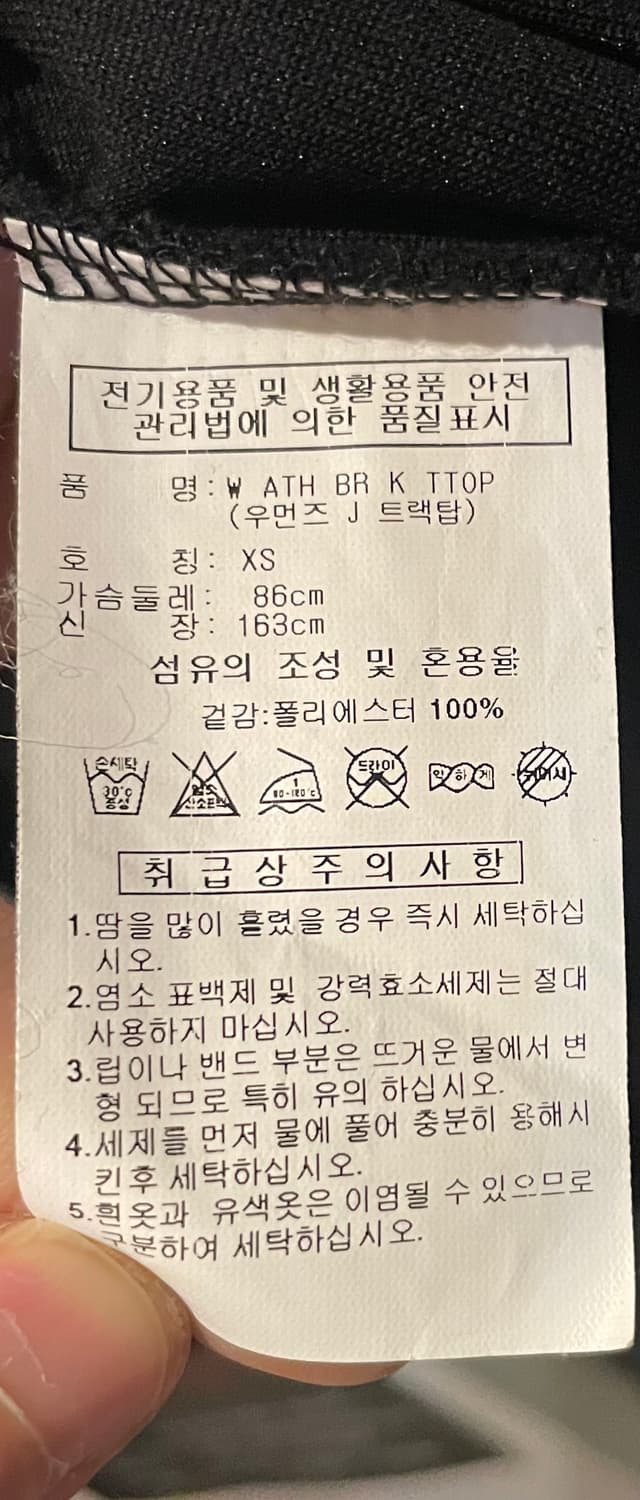 전기용품 및 생활용품 안전
관리법에 의한 품질표시
품 명: W ATH BR K TTOP
(우먼즈 J 트랙탑)
호 칭: XS
가슴둘레: 86cm
신 장: 163cm
섬유의 조성 및 혼용율
겉감:폴리에스터 100%
손세탁
30°c
중성
염소
산소표백
1
80-120°c
드라이
약하게
취급상주의사항
1.땀을 많이 흘렸을 경우 즉시 세탁하십
시오.
2.염소 표백제 및 강력효소세제는 절대
사용하지 마십시오.
3.립이나 밴드 부분은 뜨거운 물에서 변
형 되므로 특히 유의 하십시오.
4.세제를 먼저 물에 풀어 충분히 용해시
킨후 세탁하십시오.
5.흰옷과 유색옷은 이염될 수 있으므로
구분하여 세탁하십시오.